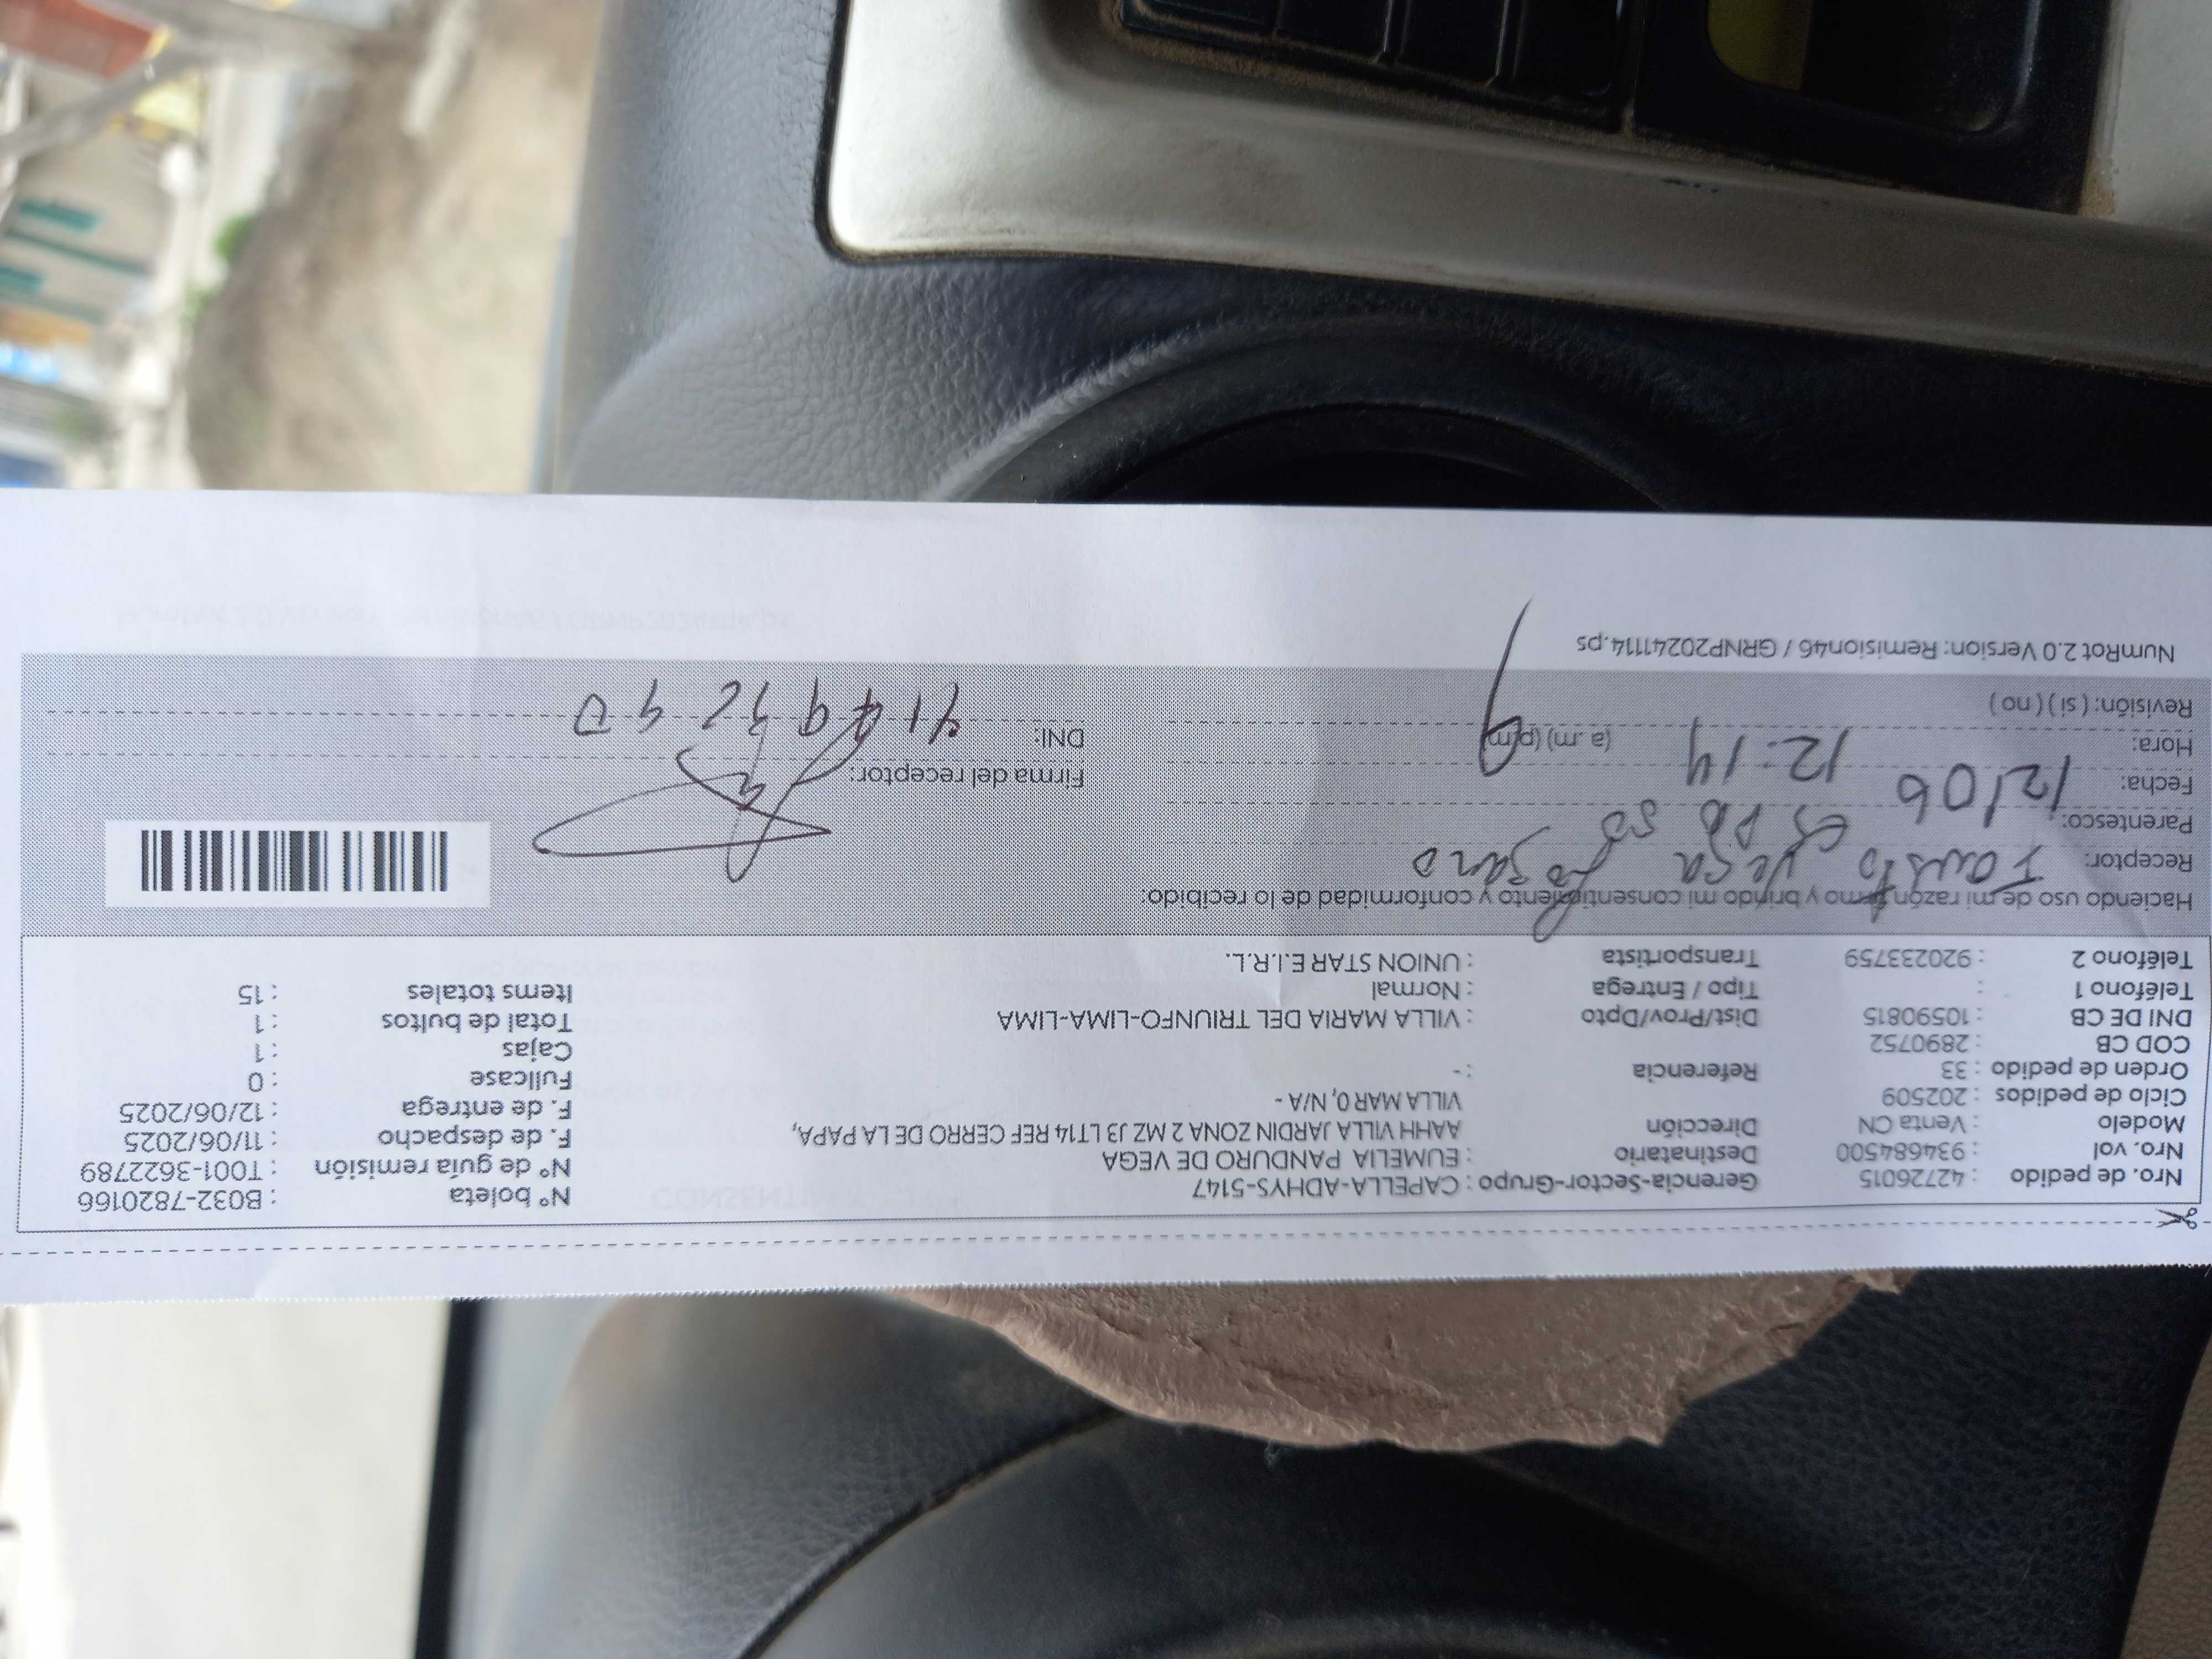 Nro. de pedido : 42726015 Gerencia-Sector-Grupo : CAPELLA-ADHYS-5147 N° boleta : B032-7820166
Nro. vol : 934684500 Destinatario : EUMELIA PANDURO DE VEGA N° de guía remisión : T001-3622789
Modelo : Venta CN Dirección AAHH VILLA JARDIN ZONA 2 MZ J3 LT14 REF CERRO DE LA PAPA, F. de despacho : 11/06/2025
Ciclo de pedidos : 202509 VILLA MAR 0, N/A - F. de entrega : 12/06/2025
Orden de pedido : 33 Referencia : - Fullcase : 0
COD CB : 2890752 Cajas : 1
DNI DE CB : 10590815 Dist/Prov/Dpto : VILLA MARIA DEL TRIUNFO-LIMA-LIMA Total de bultos : 1
Teléfono 1 : Tipo / Entrega : Normal Items totales : 15
Teléfono 2 : 920233759 Transportista : UNION STAR E.I.R.L.
Haciendo uso de mi razón firmo y brindo mi consentimiento y conformidad de lo recibido:
Receptor: Fausto Vega Lozano
Parentesco: esposo
Fecha: 12/06 Firma del receptor:
Hora: 12:14 (a.m) (p.m) DNI:
Revisión: ( si ) ( no )
NumRot 2.0 Version: Remision46 / GRNP20241114.ps